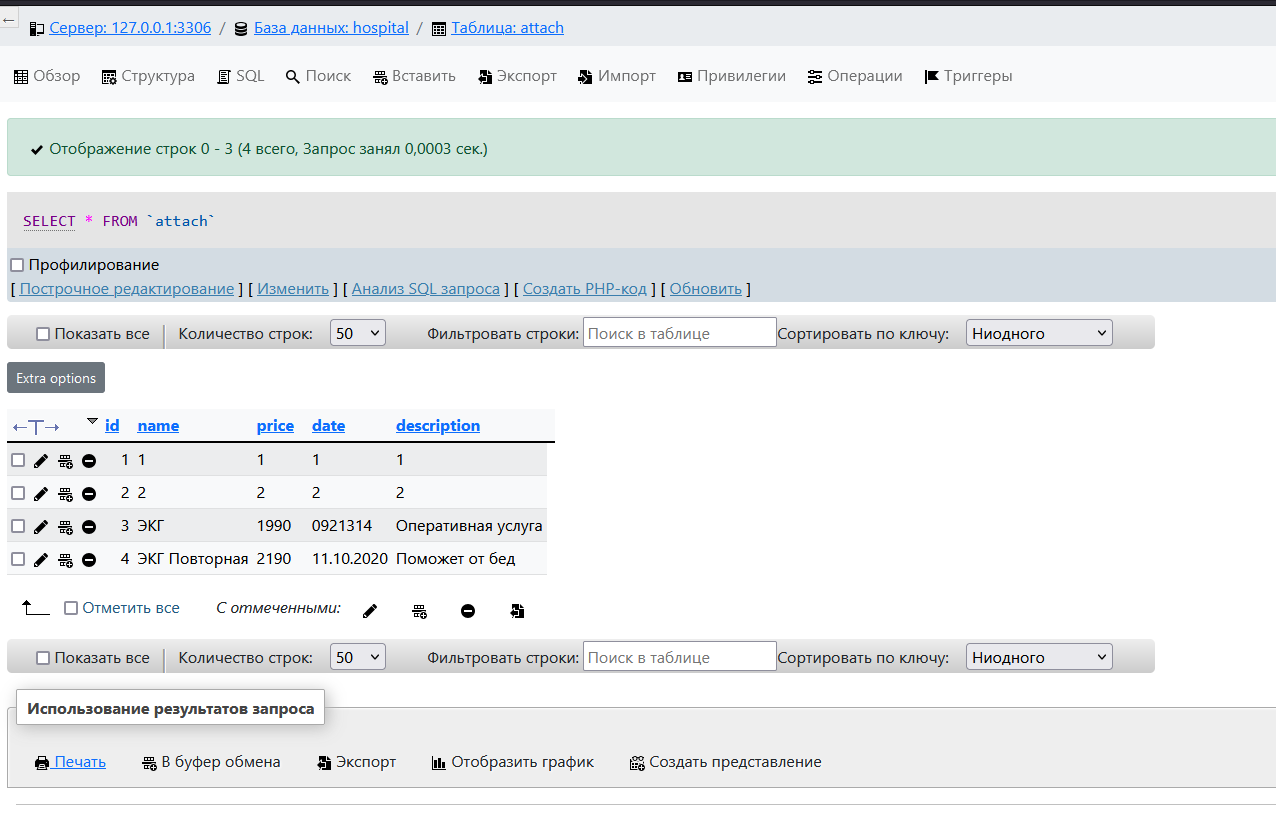 Сервер: 127.0.0.1:3306 / База данных: hospital / Таблица: attach
Обзор Структура SQL Поиск Вставить Экспорт Импорт Привилегии Операции Триггеры
Отображение строк 0 - 3 (4 всего, Запрос занял 0,0003 сек.)
SELECT * FROM `attach`
Профилирование
[ Построчное редактирование ] [ Изменить ] [ Анализ SQL запроса ] [ Создать PHP-код ] [ Обновить ]
Показать все Количество строк: 50 Фильтровать строки: Поиск в таблице Сортировать по ключу: Ниодного
Extra options
id name price date description
1 1 1 1 1
2 2 2 2 2
3 ЭКГ 1990 0921314 Оперативная услуга
4 ЭКГ Повторная 2190 11.10.2020 Поможет от бед
Отметить все С отмеченными:
Показать все Количество строк: 50 Фильтровать строки: Поиск в таблице Сортировать по ключу: Ниодного
Использование результатов запроса
Печать В буфер обмена Экспорт Отобразить график Создать представление